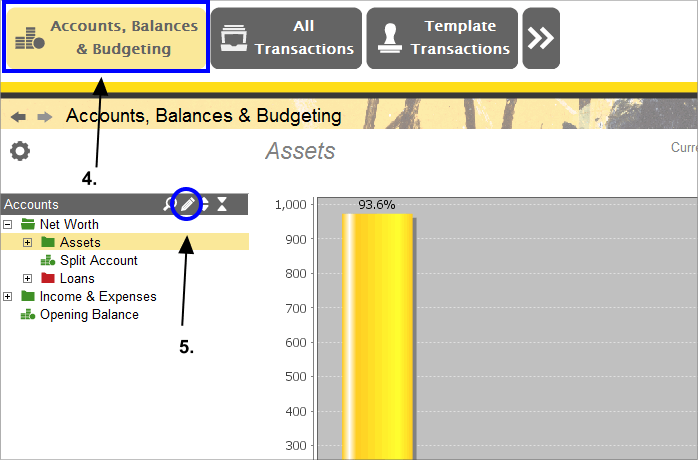 Accounts, Balances
& Budgeting
All
Transactions
Template
Transactions
Accounts, Balances & Budgeting
4.
Assets
Curre
Accounts
Net Worth
Assets
Split Account
Loans
Income & Expenses
Opening Balance
5.
93.6%
1,000
900
800
700
600
500
400
300